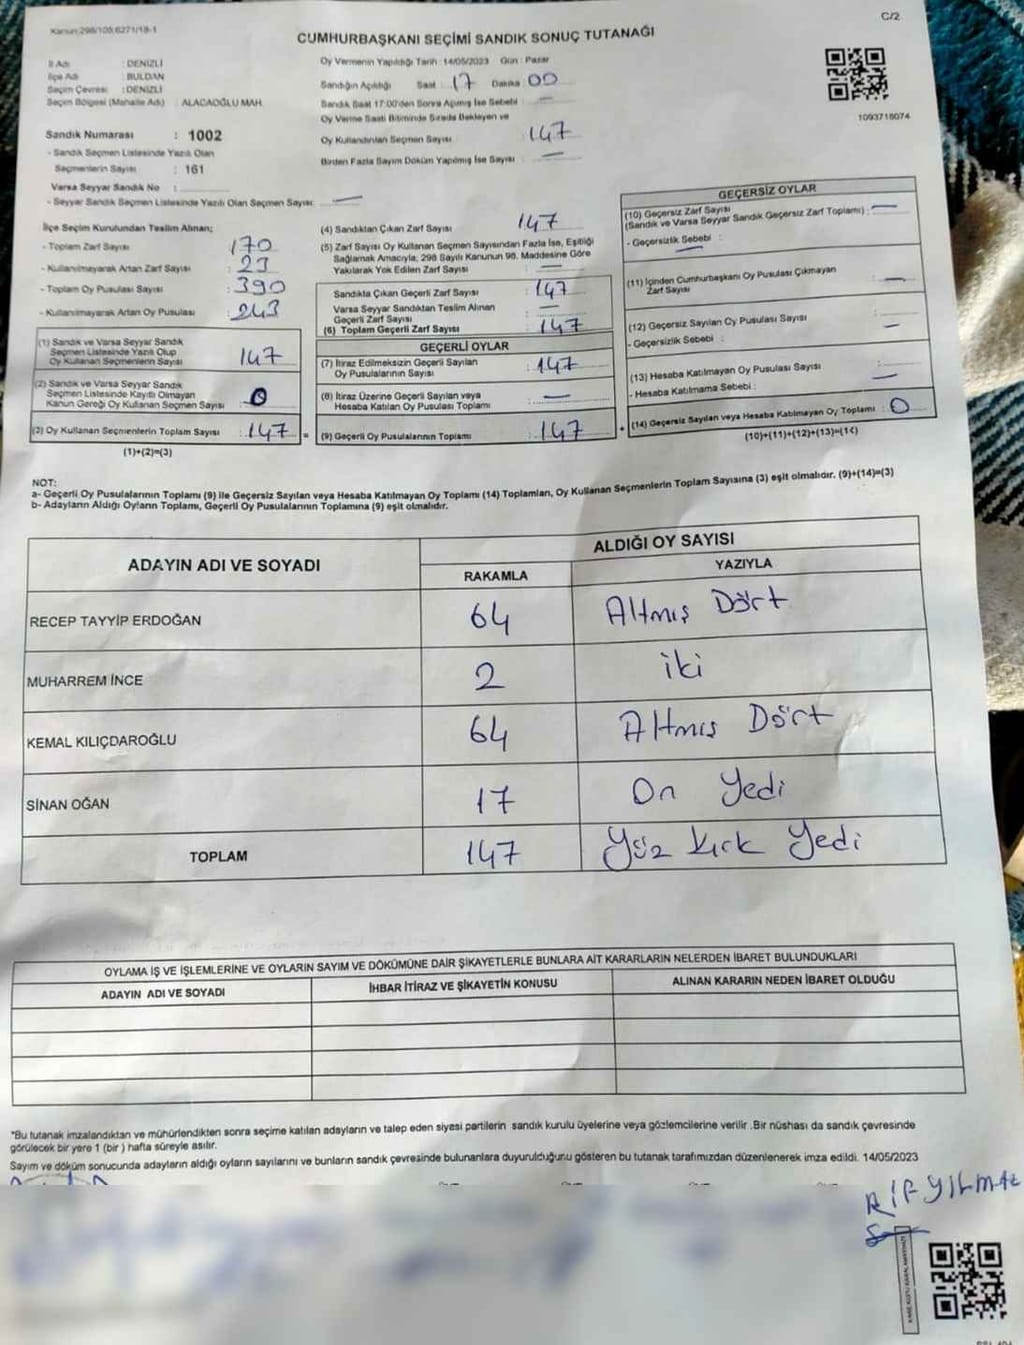 Kanun:298/105,6271/18-1
C/2
CUMHURBAŞKANI SEÇİMİ SANDIK SONUÇ TUTANAĞI
İl Adı : DENİZLİ
İlçe Adı : BULDAN
Seçim Çevresi : DENİZLİ
Seçim Bölgesi (Mahalle Adı) : ALACAOĞLU MAH.
Sandık Numarası : 1002
- Sandık Seçmen Listesinde Yazılı Olan
Seçmenlerin Sayısı : 161
Varsa Seyyar Sandık No :
- Seyyar Sandık Seçmen Listesinde Yazılı Olan Seçmen Sayısı: —
Oy Vermenin Yapıldığı Tarih : 14/05/2023 Gün : Pazar
Sandığın Açıldığı Saat : 17 Dakika : 00
Sandık Saat 17:00'den Sonra Açılmış İse Sebebi : —
Oy Verme Saati Bitiminde Sırada Bekleyen ve
Oy Kullandırılan Seçmen Sayısı : 147
Birden Fazla Sayım Döküm Yapılmış İse Sayısı : —
1093718074
İlçe Seçim Kurulundan Teslim Alınan;
- Toplam Zarf Sayısı : 170
- Kullanılmayarak Artan Zarf Sayısı : 23
- Toplam Oy Pusulası Sayısı : 390
- Kullanılmayarak Artan Oy Pusulası : 243
(1) Sandık ve Varsa Seyyar Sandık
Seçmen Listesinde Yazılı Olup
Oy Kullanan Seçmenlerin Sayısı : 147
(2) Sandık ve Varsa Seyyar Sandık
Seçmen Listesinde Kayıtlı Olmayan
Kanun Gereği Oy Kullanan Seçmen Sayısı : 0
(3) Oy Kullanan Seçmenlerin Toplam Sayısı : 147
(1)+(2)=(3)
(4) Sandıktan Çıkan Zarf Sayısı : 147
(5) Zarf Sayısı Oy Kullanan Seçmen Sayısından Fazla İse, Eşitliği
Sağlamak Amacıyla; 298 Sayılı Kanunun 98. Maddesine Göre
Yakılarak Yok Edilen Zarf Sayısı : —
Sandıkta Çıkan Geçerli Zarf Sayısı : 147
Varsa Seyyar Sandıktan Teslim Alınan
Geçerli Zarf Sayısı : —
(6) Toplam Geçerli Zarf Sayısı : 147
GEÇERLİ OYLAR
(7) İtiraz Edilmeksizin Geçerli Sayılan
Oy Pusulalarının Sayısı : 147
(8) İtiraz Üzerine Geçerli Sayılan veya
Hesaba Katılan Oy Pusulası Toplamı : —
(9) Geçerli Oy Pusulalarının Toplamı : 147
GEÇERSİZ OYLAR
(10) Geçersiz Zarf Sayısı
(Sandık ve Varsa Seyyar Sandık Geçersiz Zarf Toplamı) : —
- Geçersizlik Sebebi : —
(11) İçinden Cumhurbaşkanı Oy Pusulası Çıkmayan
Zarf Sayısı : —
(12) Geçersiz Sayılan Oy Pusulası Sayısı : —
- Geçersizlik Sebebi :
(13) Hesaba Katılmayan Oy Pusulası Sayısı : —
- Hesaba Katılmama Sebebi :
(14) Geçersiz Sayılan veya Hesaba Katılmayan Oy Toplamı : 0
(10)+(11)+(12)+(13)=(14)
NOT:
a- Geçerli Oy Pusulalarının Toplamı (9) ile Geçersiz Sayılan veya Hesaba Katılmayan Oy Toplamı (14) Toplamları, Oy Kullanan Seçmenlerin Toplam Sayısına (3) eşit olmalıdır. (9)+(14)=(3)
b- Adayların Aldığı Oyların Toplamı, Geçerli Oy Pusulalarının Toplamına (9) eşit olmalıdır.
ADAYIN ADI VE SOYADI
ALDIĞI OY SAYISI
RAKAMLA
YAZIYLA
RECEP TAYYİP ERDOĞAN 64 Altmış Dört
MUHARREM İNCE 2 iki
KEMAL KILIÇDAROĞLU 64 Altmış Dört
SİNAN OĞAN 17 On Yedi
TOPLAM 147 Yüz Kırk Yedi
OYLAMA İŞ VE İŞLEMLERİNE VE OYLARIN SAYIM VE DÖKÜMÜNE DAİR ŞİKAYETLERLE BUNLARA AİT KARARLARIN NELERDEN İBARET BULUNDUKLARI
ADAYIN ADI VE SOYADI
İHBAR İTİRAZ VE ŞİKAYETİN KONUSU
ALINAN KARARIN NEDEN İBARET OLDUĞU
"Bu tutanak imzalandıktan ve mühürlendikten sonra seçime katılan adayların ve talep eden siyasi partilerin sandık kurulu üyelerine veya gözlemcilerine verilir .Bir nüshası da sandık çevresinde
görülecek bir yere 1 (bir ) hafta süreyle asılır.
Sayım ve döküm sonucunda adayların aldığı oyların sayılarını ve bunların sandık çevresinde bulunanlara duyurulduğunu gösteren bu tutanak tarafımızdan düzenlenerek imza edildi. 14/05/2023
YILMAZ